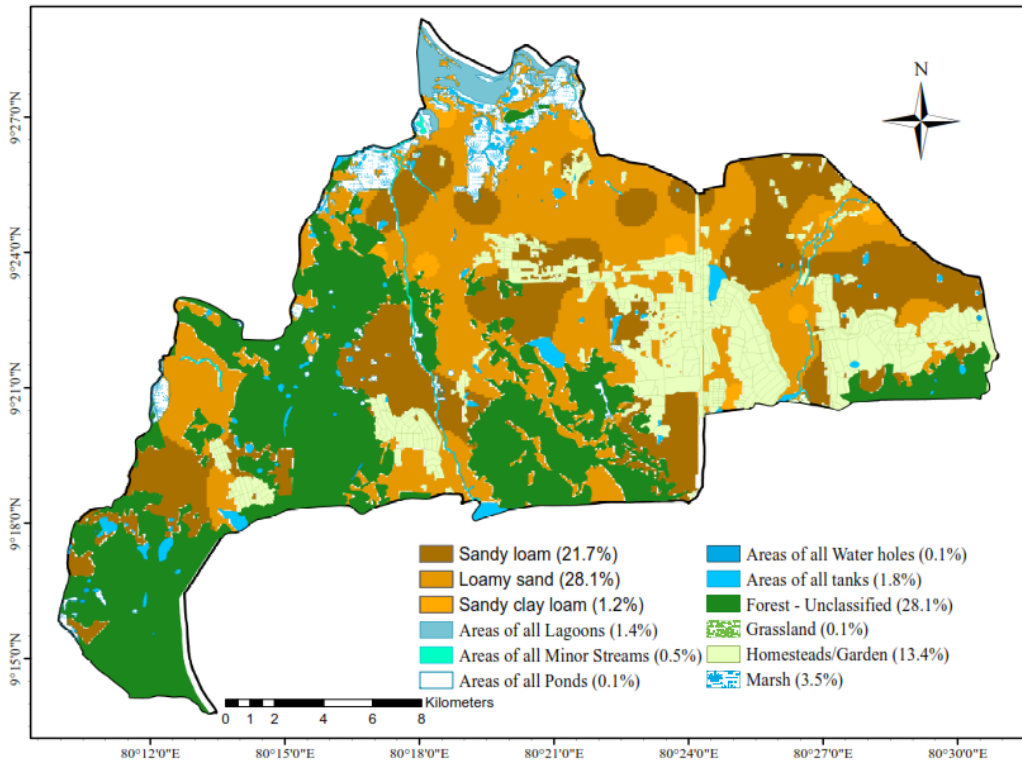 N
9°27'0"N
9°24'0"N
9°21'0"N
9°18'0"N
9°15'0"N
Sandy loam (21.7%)
Loamy sand (28.1%)
Sandy clay loam (1.2%)
Areas of all Lagoons (1.4%)
Areas of all Minor Streams (0.5%)
Areas of all Ponds (0.1%)
Areas of all Water holes (0.1%)
Areas of all tanks (1.8%)
Forest - Unclassified (28.1%)
Grassland (0.1%)
Homesteads/Garden (13.4%)
Marsh (3.5%)
Kilometers
0 1 2 4 6 8
80°12'0"E 80°15'0"E 80°18'0"E 80°21'0"E 80°24'0"E 80°27'0"E 80°30'0"E